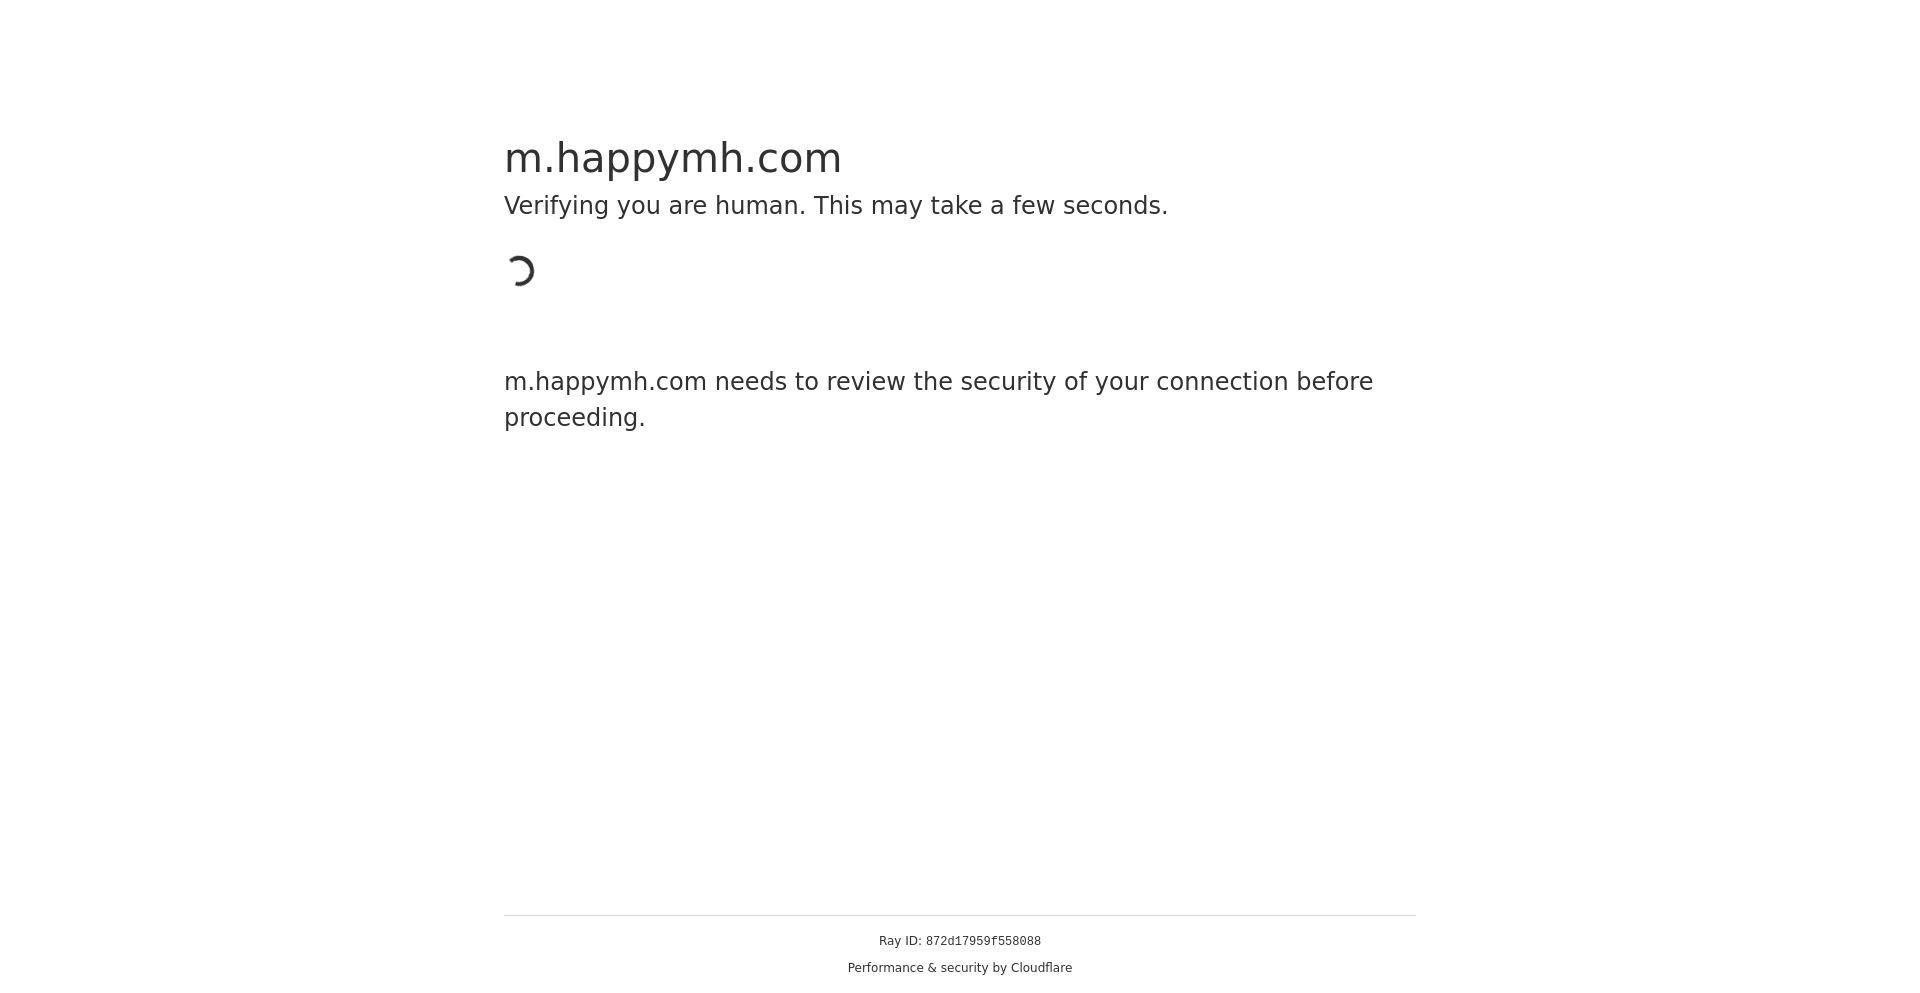 m.happymh.com
Verifying you are human. This may take a few seconds.
m.happymh.com needs to review the security of your connection before
proceeding.
Ray ID: 872d17959f558088
Performance & security by Cloudflare